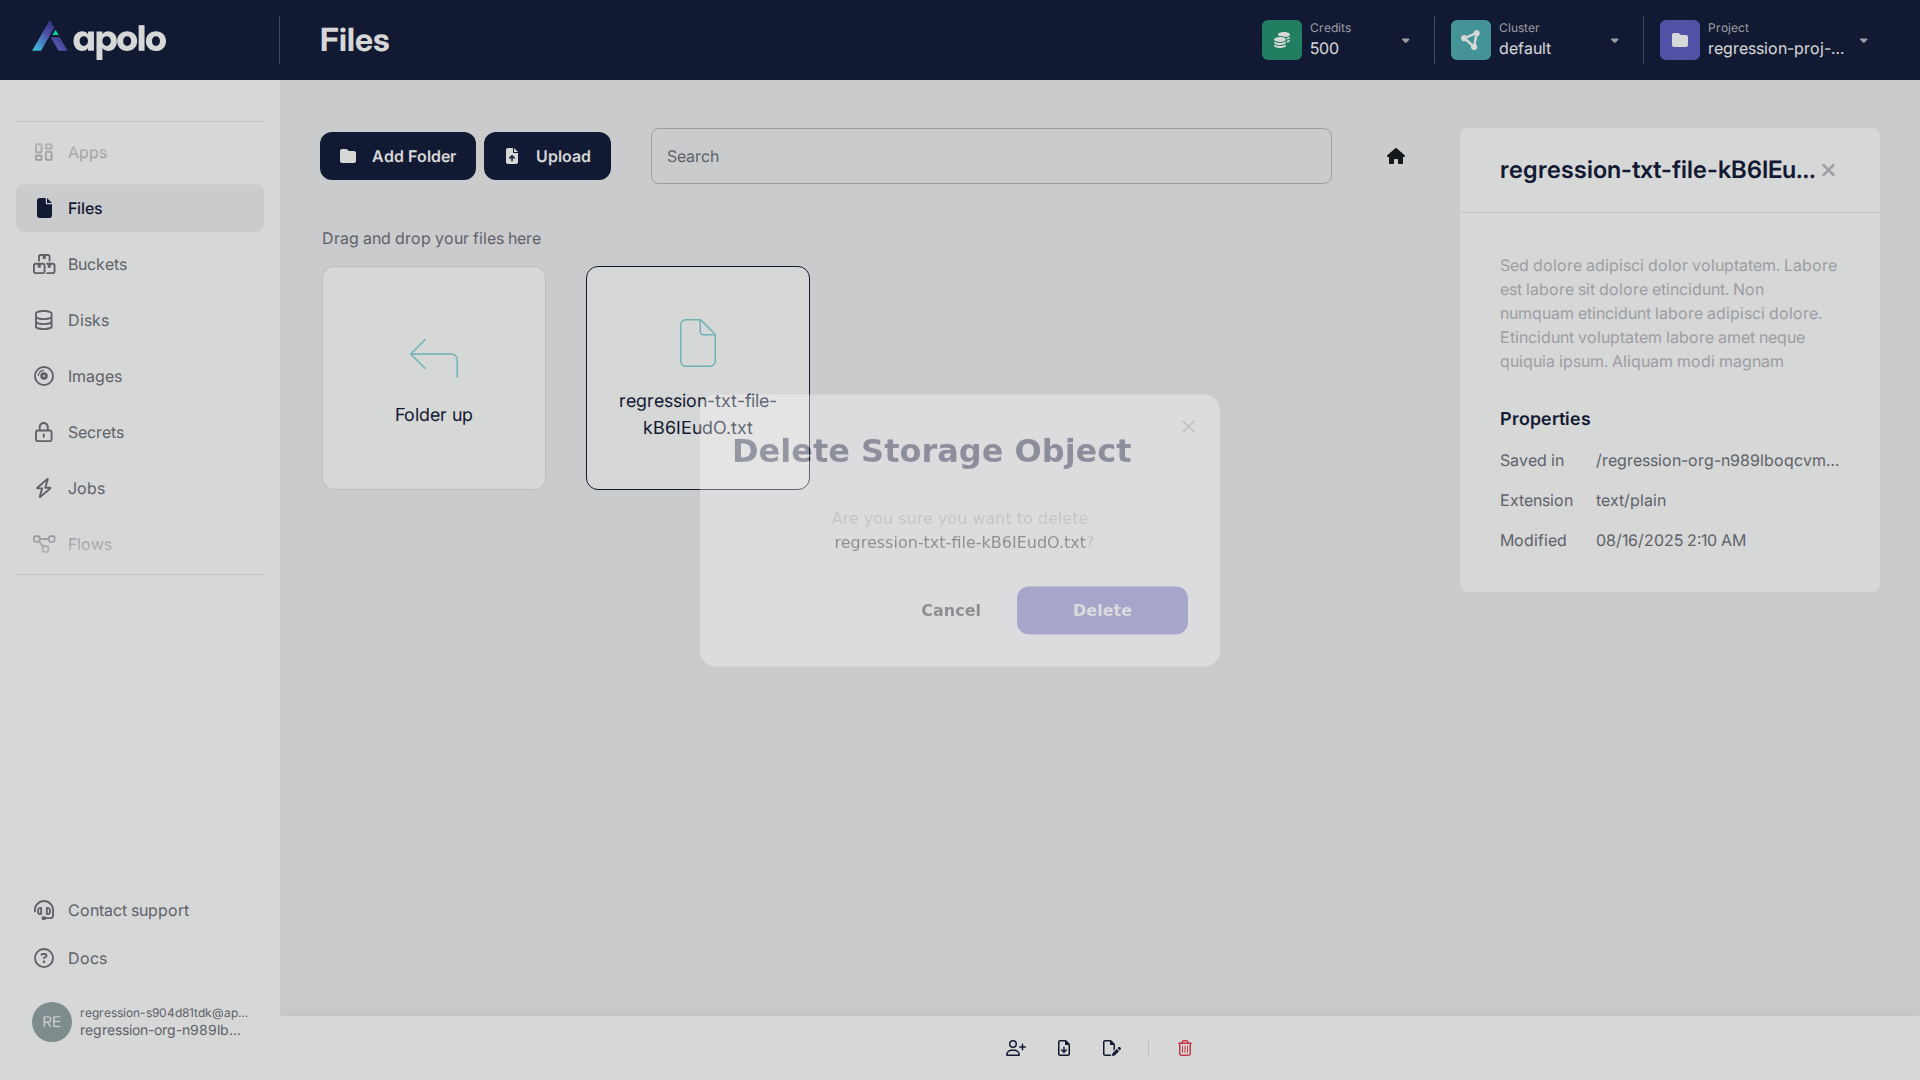 apolo
Files
Credits
500
Cluster
default
Project
regression-proj-...
Apps
Files
Buckets
Disks
Images
Secrets
Jobs
Flows
Contact support
Docs
RE
regression-s904d81tdk@ap...
regression-org-n989lb...
Add Folder
Upload
Search
Drag and drop your files here
Folder up
regression-txt-file-
kB6IEudO.txt
Delete Storage Object
Are you sure you want to delete
regression-txt-file-kB6IEudO.txt?
Cancel
Delete
regression-txt-file-kB6IEu...
Sed dolore adipisci dolor voluptatem. Labore
est labore sit dolore etincidunt. Non
numquam etincidunt labore adipisci dolore.
Etincidunt voluptatem labore amet neque
quiquia ipsum. Aliquam modi magnam
Properties
Saved in /regression-org-n989lboqcvm...
Extension text/plain
Modified 08/16/2025 2:10 AM